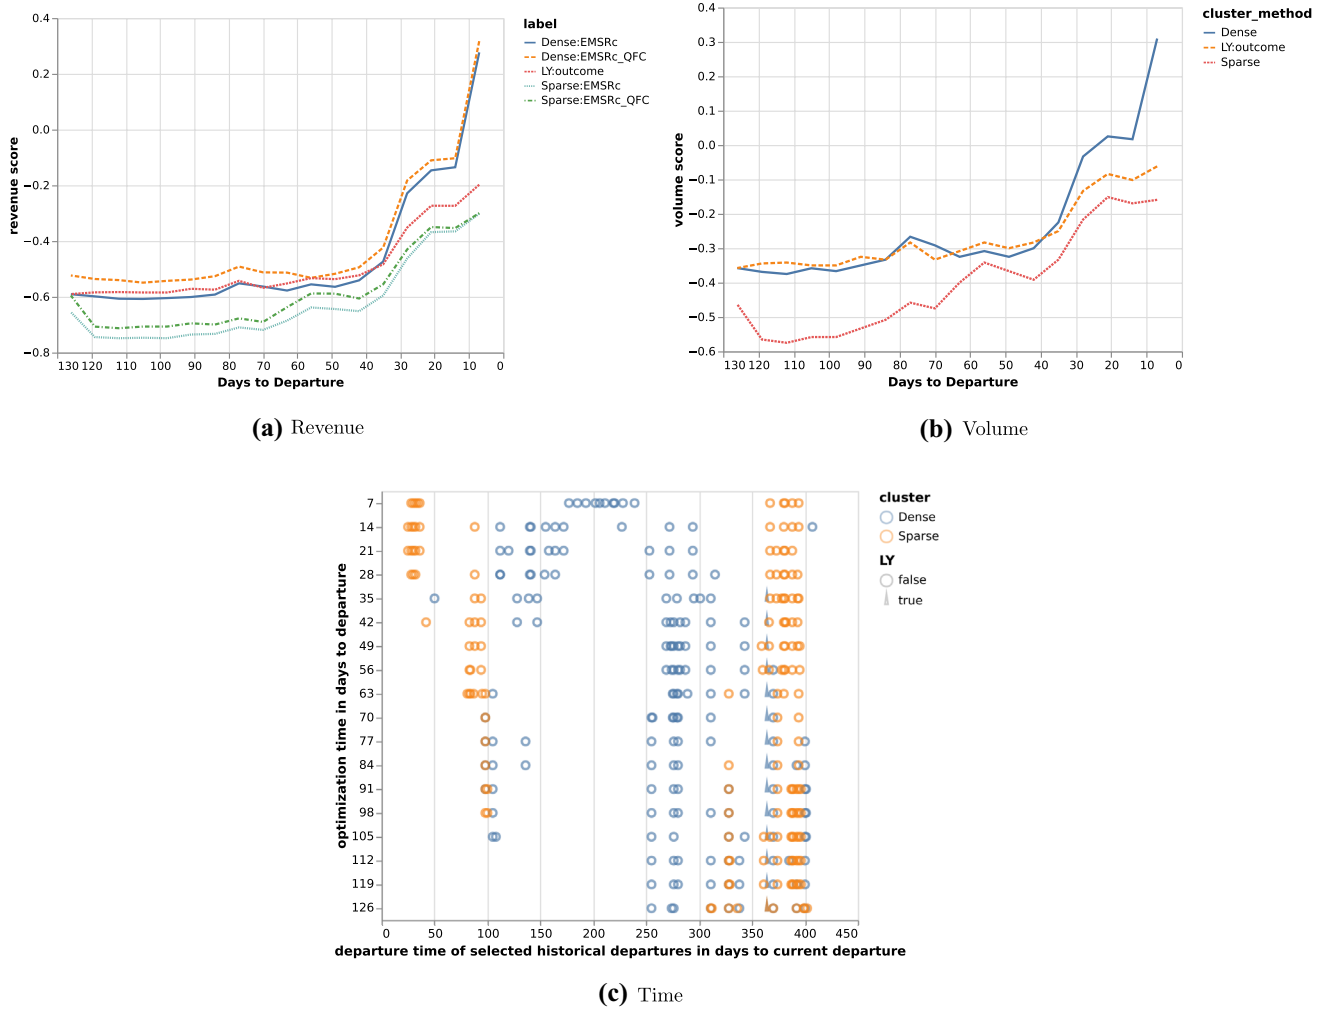 0.4
0.2
0.0
−0.2
−0.4
−0.6
−0.8
revenue score
130 120 110 100 90 80 70 60 50 40 30 20 10 0
Days to Departure
label
Dense:EMSRc
Dense:EMSRc_QFC
LY:outcome
Sparse:EMSRc
Sparse:EMSRc_QFC
(a) Revenue
0.4
0.3
0.2
0.1
0.0
−0.1
−0.2
−0.3
−0.4
−0.5
−0.6
volume score
130 120 110 100 90 80 70 60 50 40 30 20 10 0
Days to Departure
cluster_method
Dense
LY:outcome
Sparse
(b) Volume
7
14
21
28
35
42
49
56
63
70
77
84
91
98
105
112
119
126
optimization time in days to departure
0 50 100 150 200 250 300 350 400 450
departure time of selected historical departures in days to current departure
cluster
Dense
Sparse
LY
false
true
(c) Time